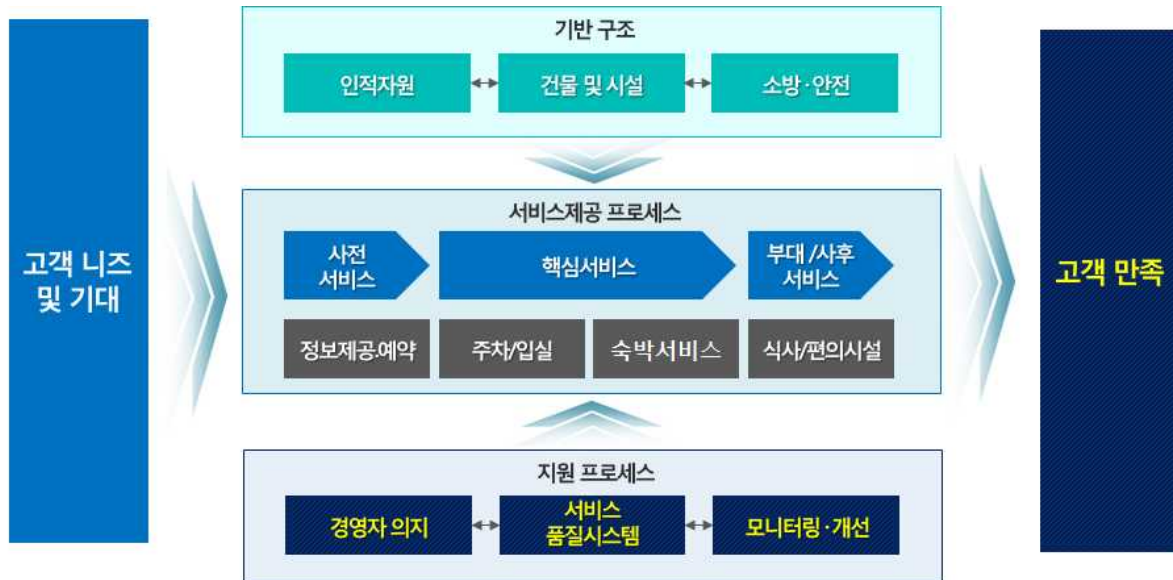 고객 니즈
및 기대
기반 구조
인적자원
건물 및 시설
소방·안전
서비스제공 프로세스
사전
서비스
핵심서비스
부대/사후
서비스
정보제공.예약
주차/입실
숙박서비스
식사/편의시설
지원 프로세스
경영자 의지
서비스
품질시스템
모니터링·개선
고객 만족